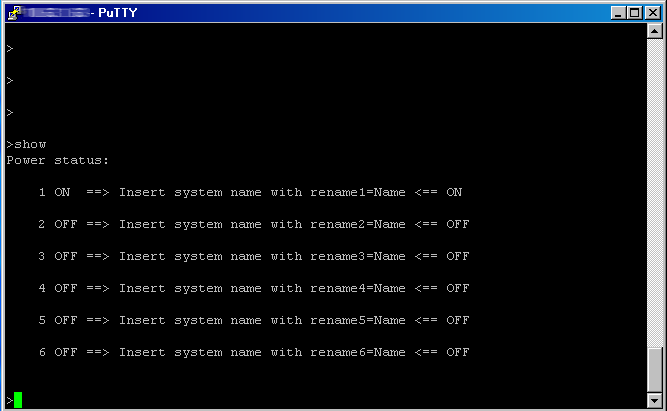 - PuTTY
>
>
>
>show
Power status:
1 ON ==> Insert system name with rename1=Name <== ON
2 OFF ==> Insert system name with rename2=Name <== OFF
3 OFF ==> Insert system name with rename3=Name <== OFF
4 OFF ==> Insert system name with rename4=Name <== OFF
5 OFF ==> Insert system name with rename5=Name <== OFF
6 OFF ==> Insert system name with rename6=Name <== OFF
>